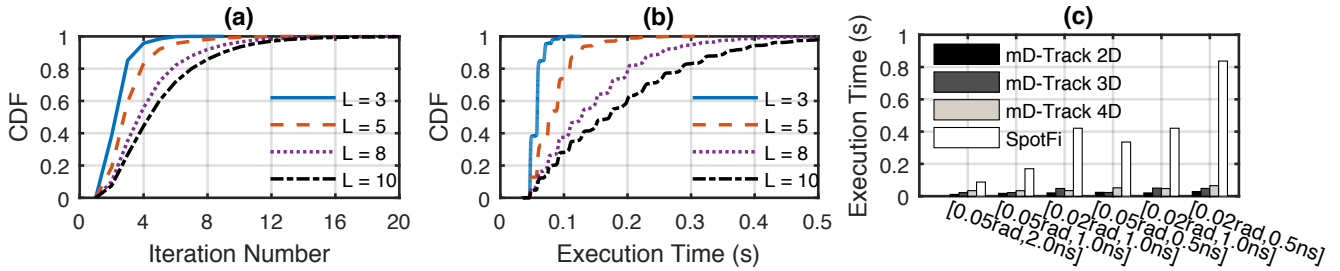 (a)
CDF
1
0.8
0.6
0.4
0.2
0
0 4 8 12 16 20
Iteration Number
L = 3
L = 5
L = 8
L = 10
(b)
CDF
1
0.8
0.6
0.4
0.2
0
0 0.1 0.2 0.3 0.4 0.5
Execution Time (s)
L = 3
L = 5
L = 8
L = 10
(c)
Execution Time (s)
1
0.8
0.6
0.4
0.2
0
mD-Track 2D
mD-Track 3D
mD-Track 4D
SpotFi
[0.05rad,2.0ns]
[0.05rad,1.0ns]
[0.02rad,1.0ns]
[0.05rad,0.5ns]
[0.02rad,1.0ns]
[0.02rad,0.5ns]